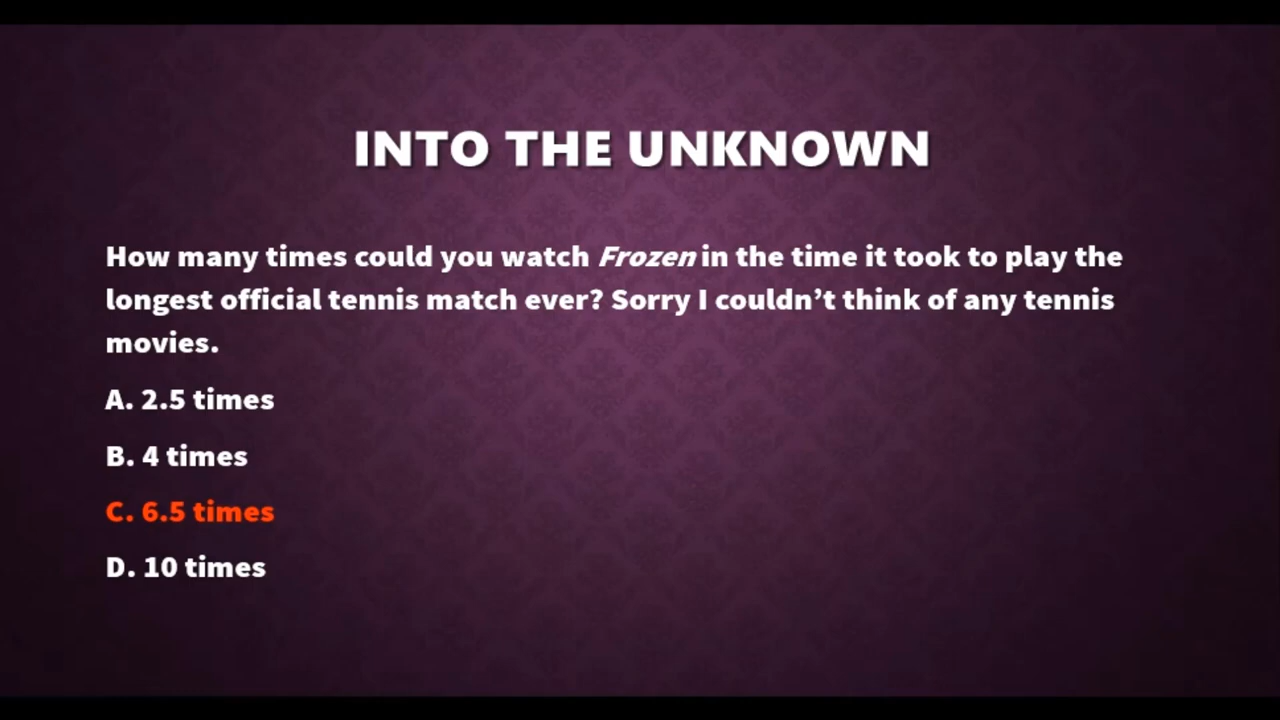 INTO THE UNKNOWN
How many times could you watch Frozen in the time it took to play the
longest official tennis match ever? Sorry I couldn’t think of any tennis
movies.
A. 2.5 times
B. 4 times
C. 6.5 times
D. 10 times